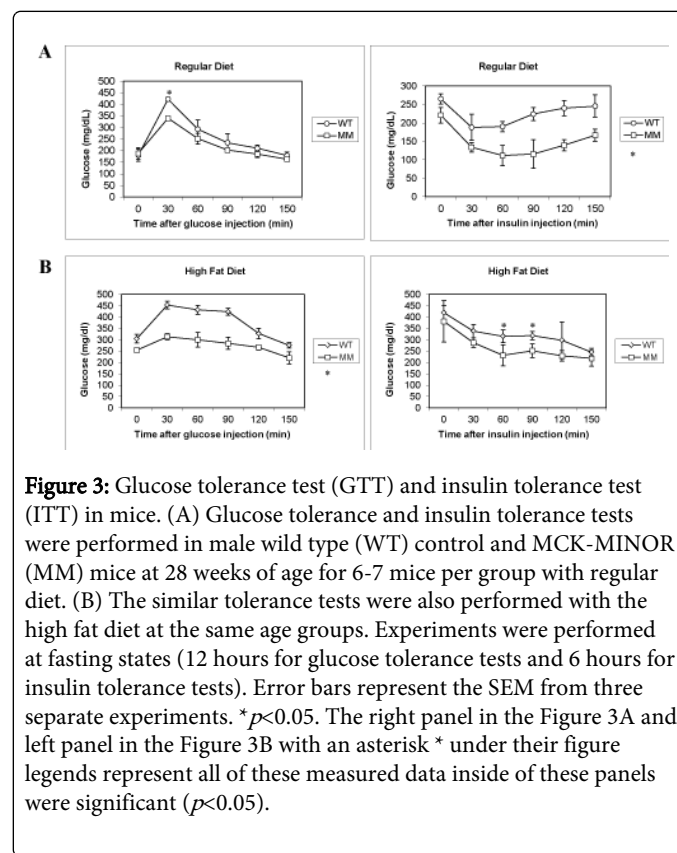 A
Regular Diet
500
450
400
350
300
250
200
150
100
50
0
Glucose (mg/dL)
*
WT
MM
0 30 60 90 120 150
Time after glucose injection (min)
Regular Diet
300
250
200
150
100
50
0
Glucose (mg/dL)
WT
MM
*
0 30 60 90 120 150
Time after insulin injection (min)
B
High Fat Diet
500
450
400
350
300
250
200
150
100
50
0
Glucose (mg/dl)
WT
MM
*
0 30 60 90 120 150
Time after glucose injection (min)
High Fat Diet
500
450
400
350
300
250
200
150
100
50
0
Glucose (mg/dl)
* *
WT
MM
0 30 60 90 120 150
Time after insulin injection (min)
Figure 3: Glucose tolerance test (GTT) and insulin tolerance test
(ITT) in mice. (A) Glucose tolerance and insulin tolerance tests
were performed in male wild type (WT) control and MCK-MINOR
(MM) mice at 28 weeks of age for 6-7 mice per group with regular
diet. (B) The similar tolerance tests were also performed with the
high fat diet at the same age groups. Experiments were performed
at fasting states (12 hours for glucose tolerance tests and 6 hours for
insulin tolerance tests). Error bars represent the SEM from three
separate experiments. *p<0.05. The right panel in the Figure 3A and
left panel in the Figure 3B with an asterisk * under their figure
legends represent all of these measured data inside of these panels
were significant (p<0.05).